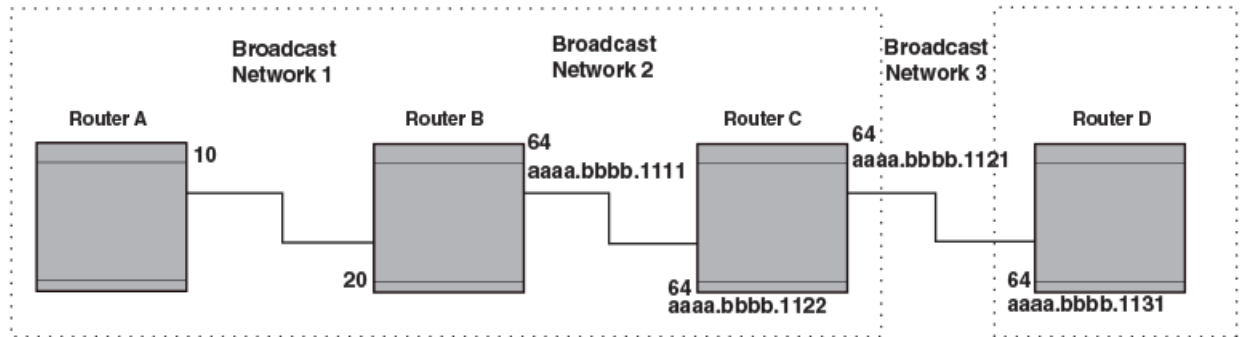 Broadcast
Network 1
Broadcast
Network 2
Broadcast
Network 3
Router A
Router B
Router C
Router D
10
64
aaaa.bbbb.1111
64
aaaa.bbbb.1121
20
64
aaaa.bbbb.1122
64
aaaa.bbbb.1131